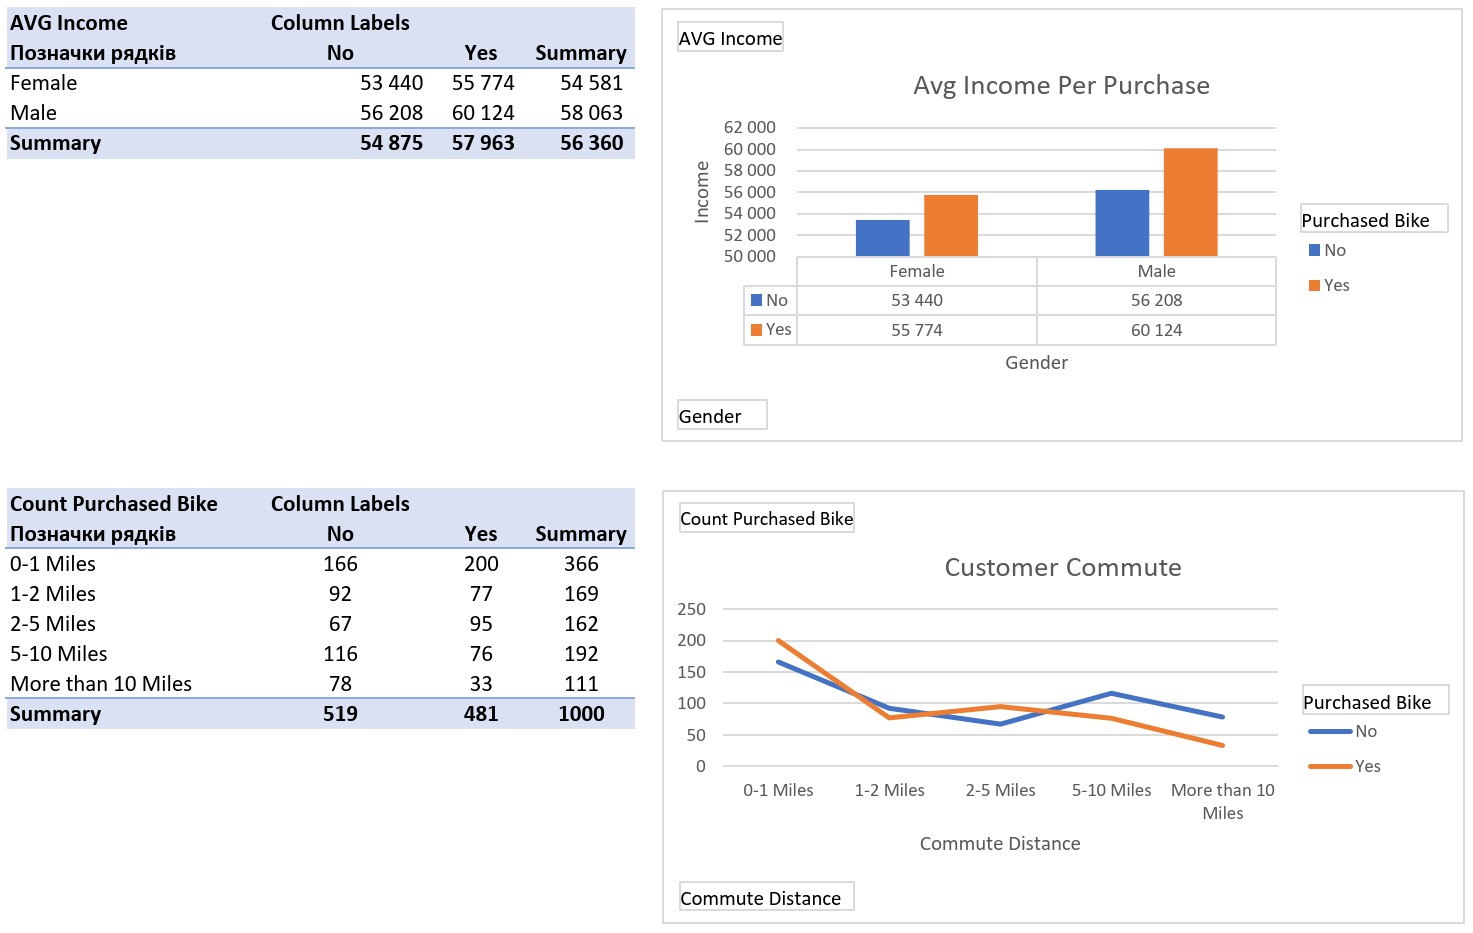 AVG Income Column Labels
Позначки рядків No Yes Summary
Female 53 440 55 774 54 581
Male 56 208 60 124 58 063
Summary 54 875 57 963 56 360
AVG Income
Avg Income Per Purchase
62 000
60 000
58 000
56 000
54 000
52 000
50 000
Income
Female Male
No 53 440 56 208
Yes 55 774 60 124
Gender
Purchased Bike
No
Yes
Gender
Count Purchased Bike Column Labels
Позначки рядків No Yes Summary
0-1 Miles 166 200 366
1-2 Miles 92 77 169
2-5 Miles 67 95 162
5-10 Miles 116 76 192
More than 10 Miles 78 33 111
Summary 519 481 1000
Count Purchased Bike
Customer Commute
250
200
150
100
50
0
0-1 Miles 1-2 Miles 2-5 Miles 5-10 Miles More than 10
Miles
Commute Distance
Purchased Bike
No
Yes
Commute Distance